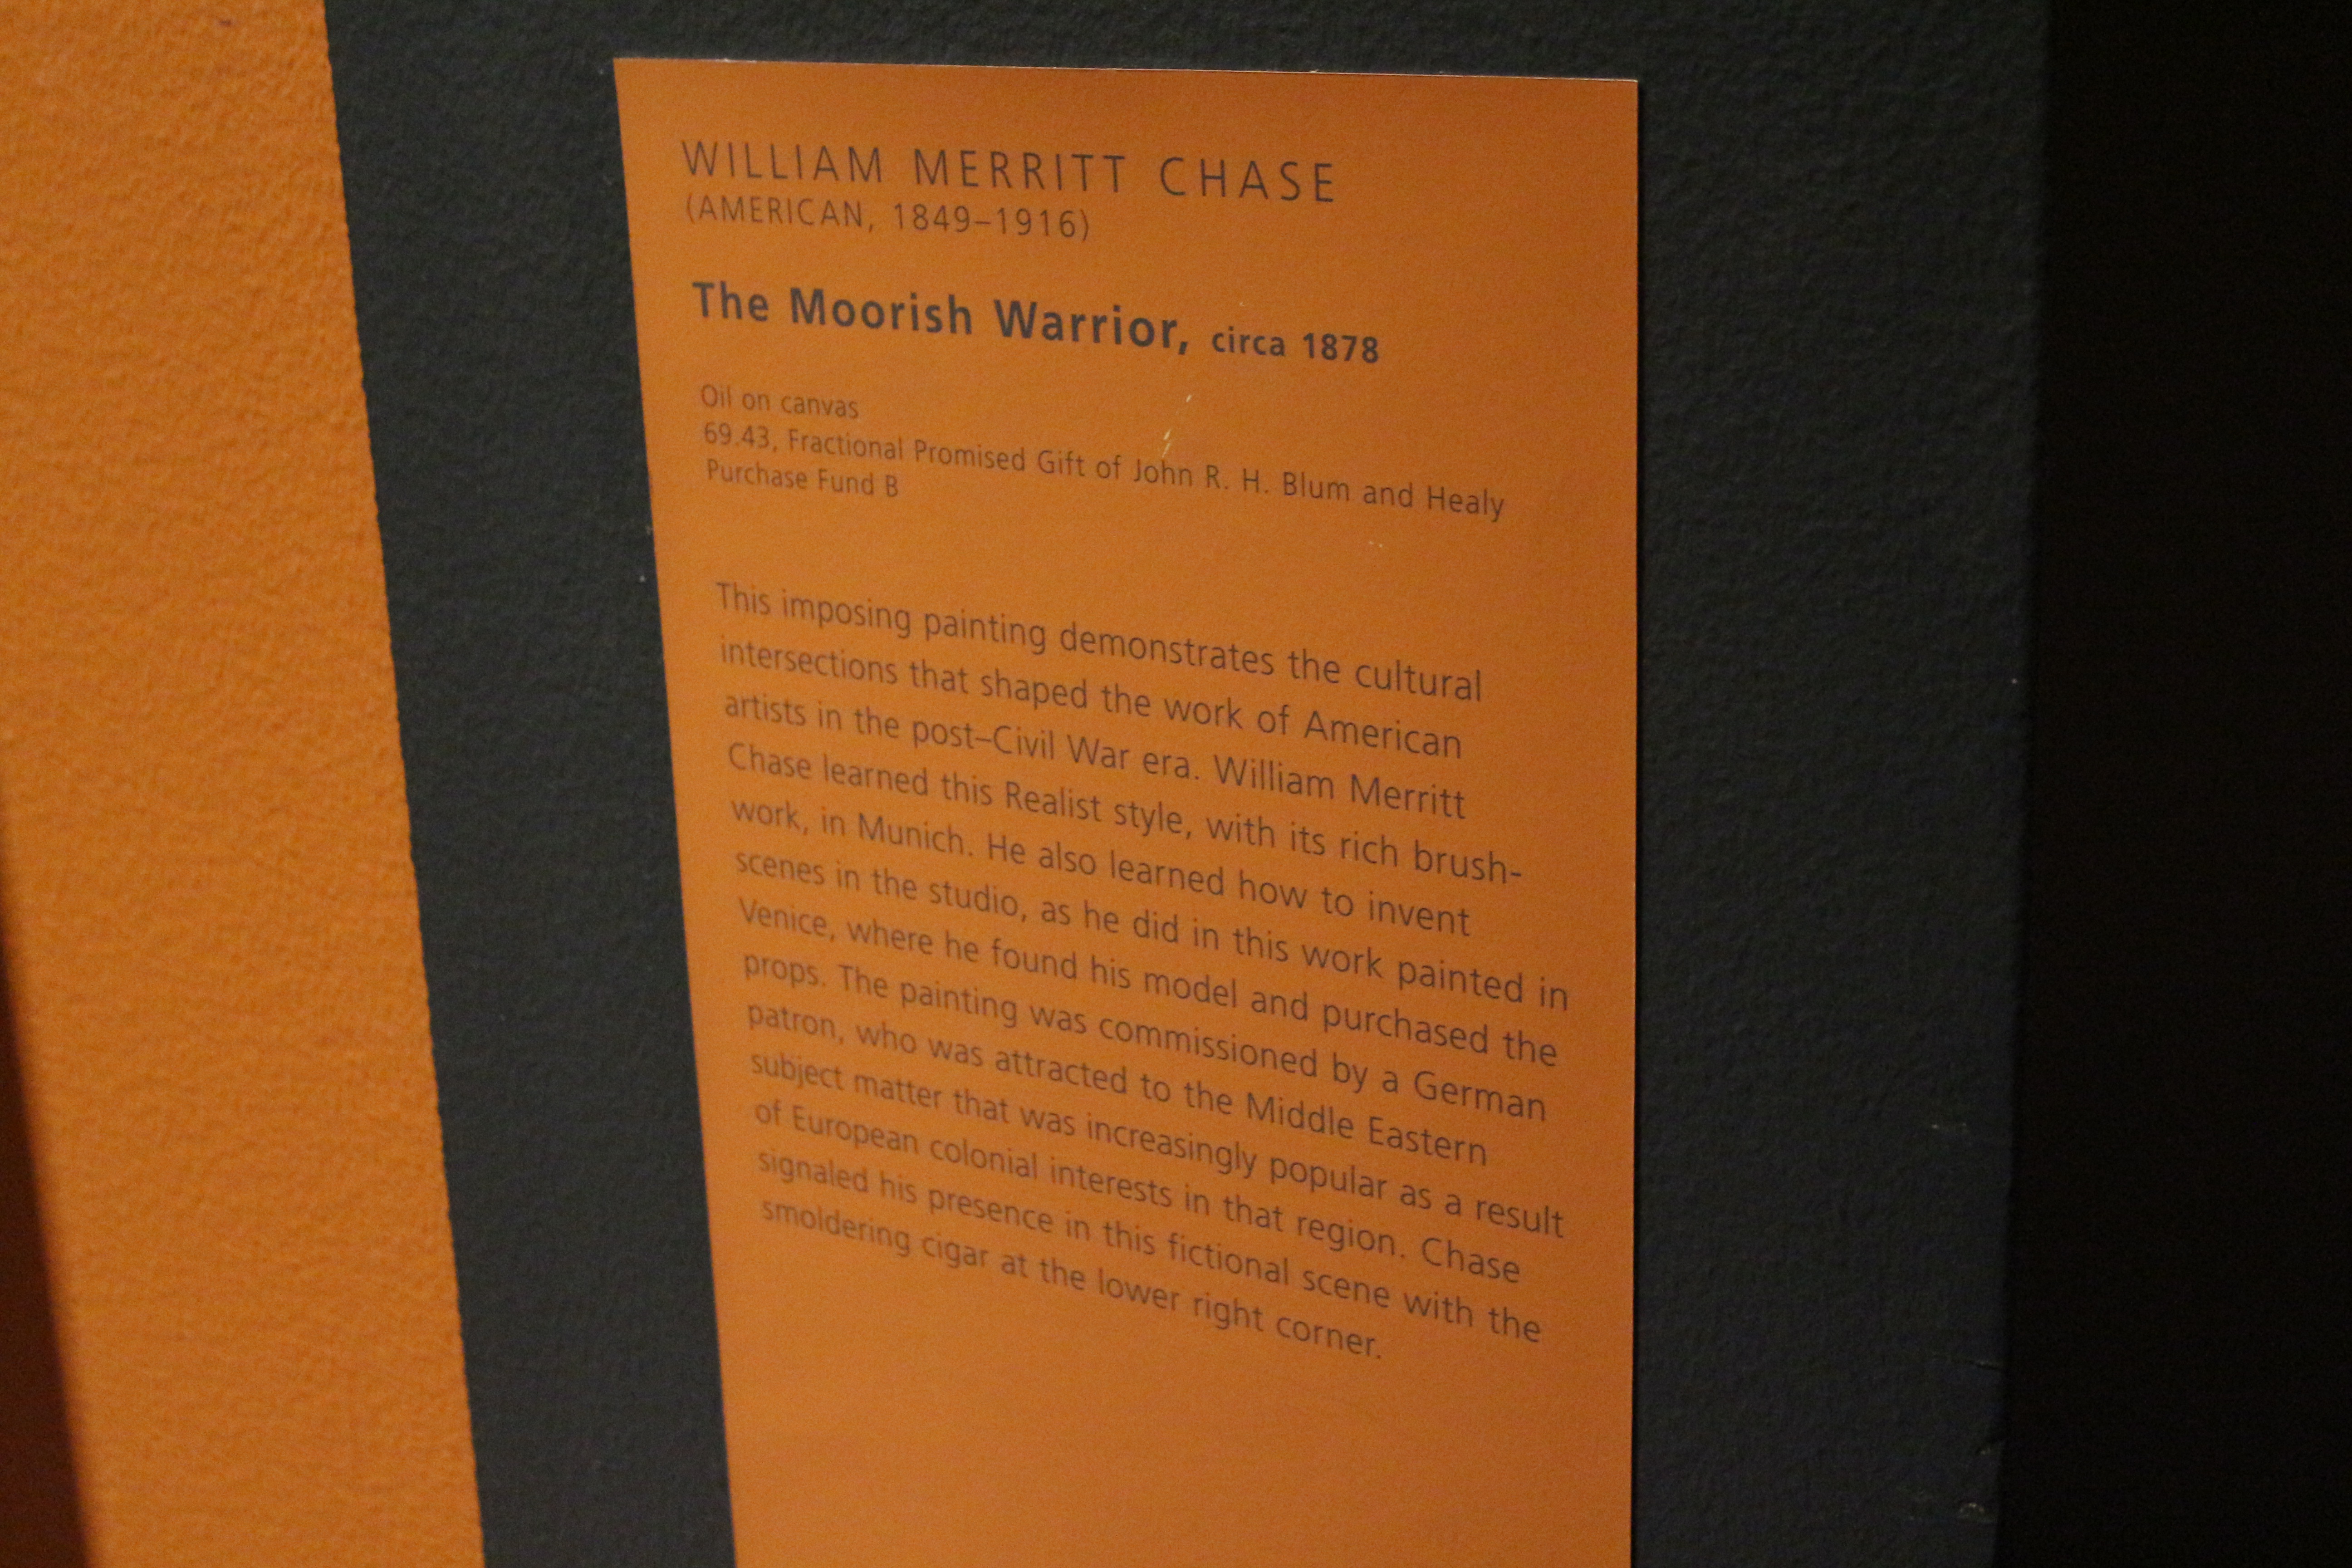 WILLIAM MERRITT CHASE
(AMERICAN, 1849–1916)
The Moorish Warrior, circa 1878
Oil on canvas
69.43, Fractional Promised Gift of John R. H. Blum and Healy
Purchase Fund B
This imposing painting demonstrates the cultural
intersections that shaped the work of American
artists in the post–Civil War era. William Merritt
Chase learned this Realist style, with its rich brush-
work, in Munich. He also learned how to invent
scenes in the studio, as he did in this work painted in
Venice, where he found his model and purchased the
props. The painting was commissioned by a German
patron, who was attracted to the Middle Eastern
subject matter that was increasingly popular as a result
of European colonial interests in that region. Chase
signaled his presence in this fictional scene with the
smoldering cigar at the lower right corner.